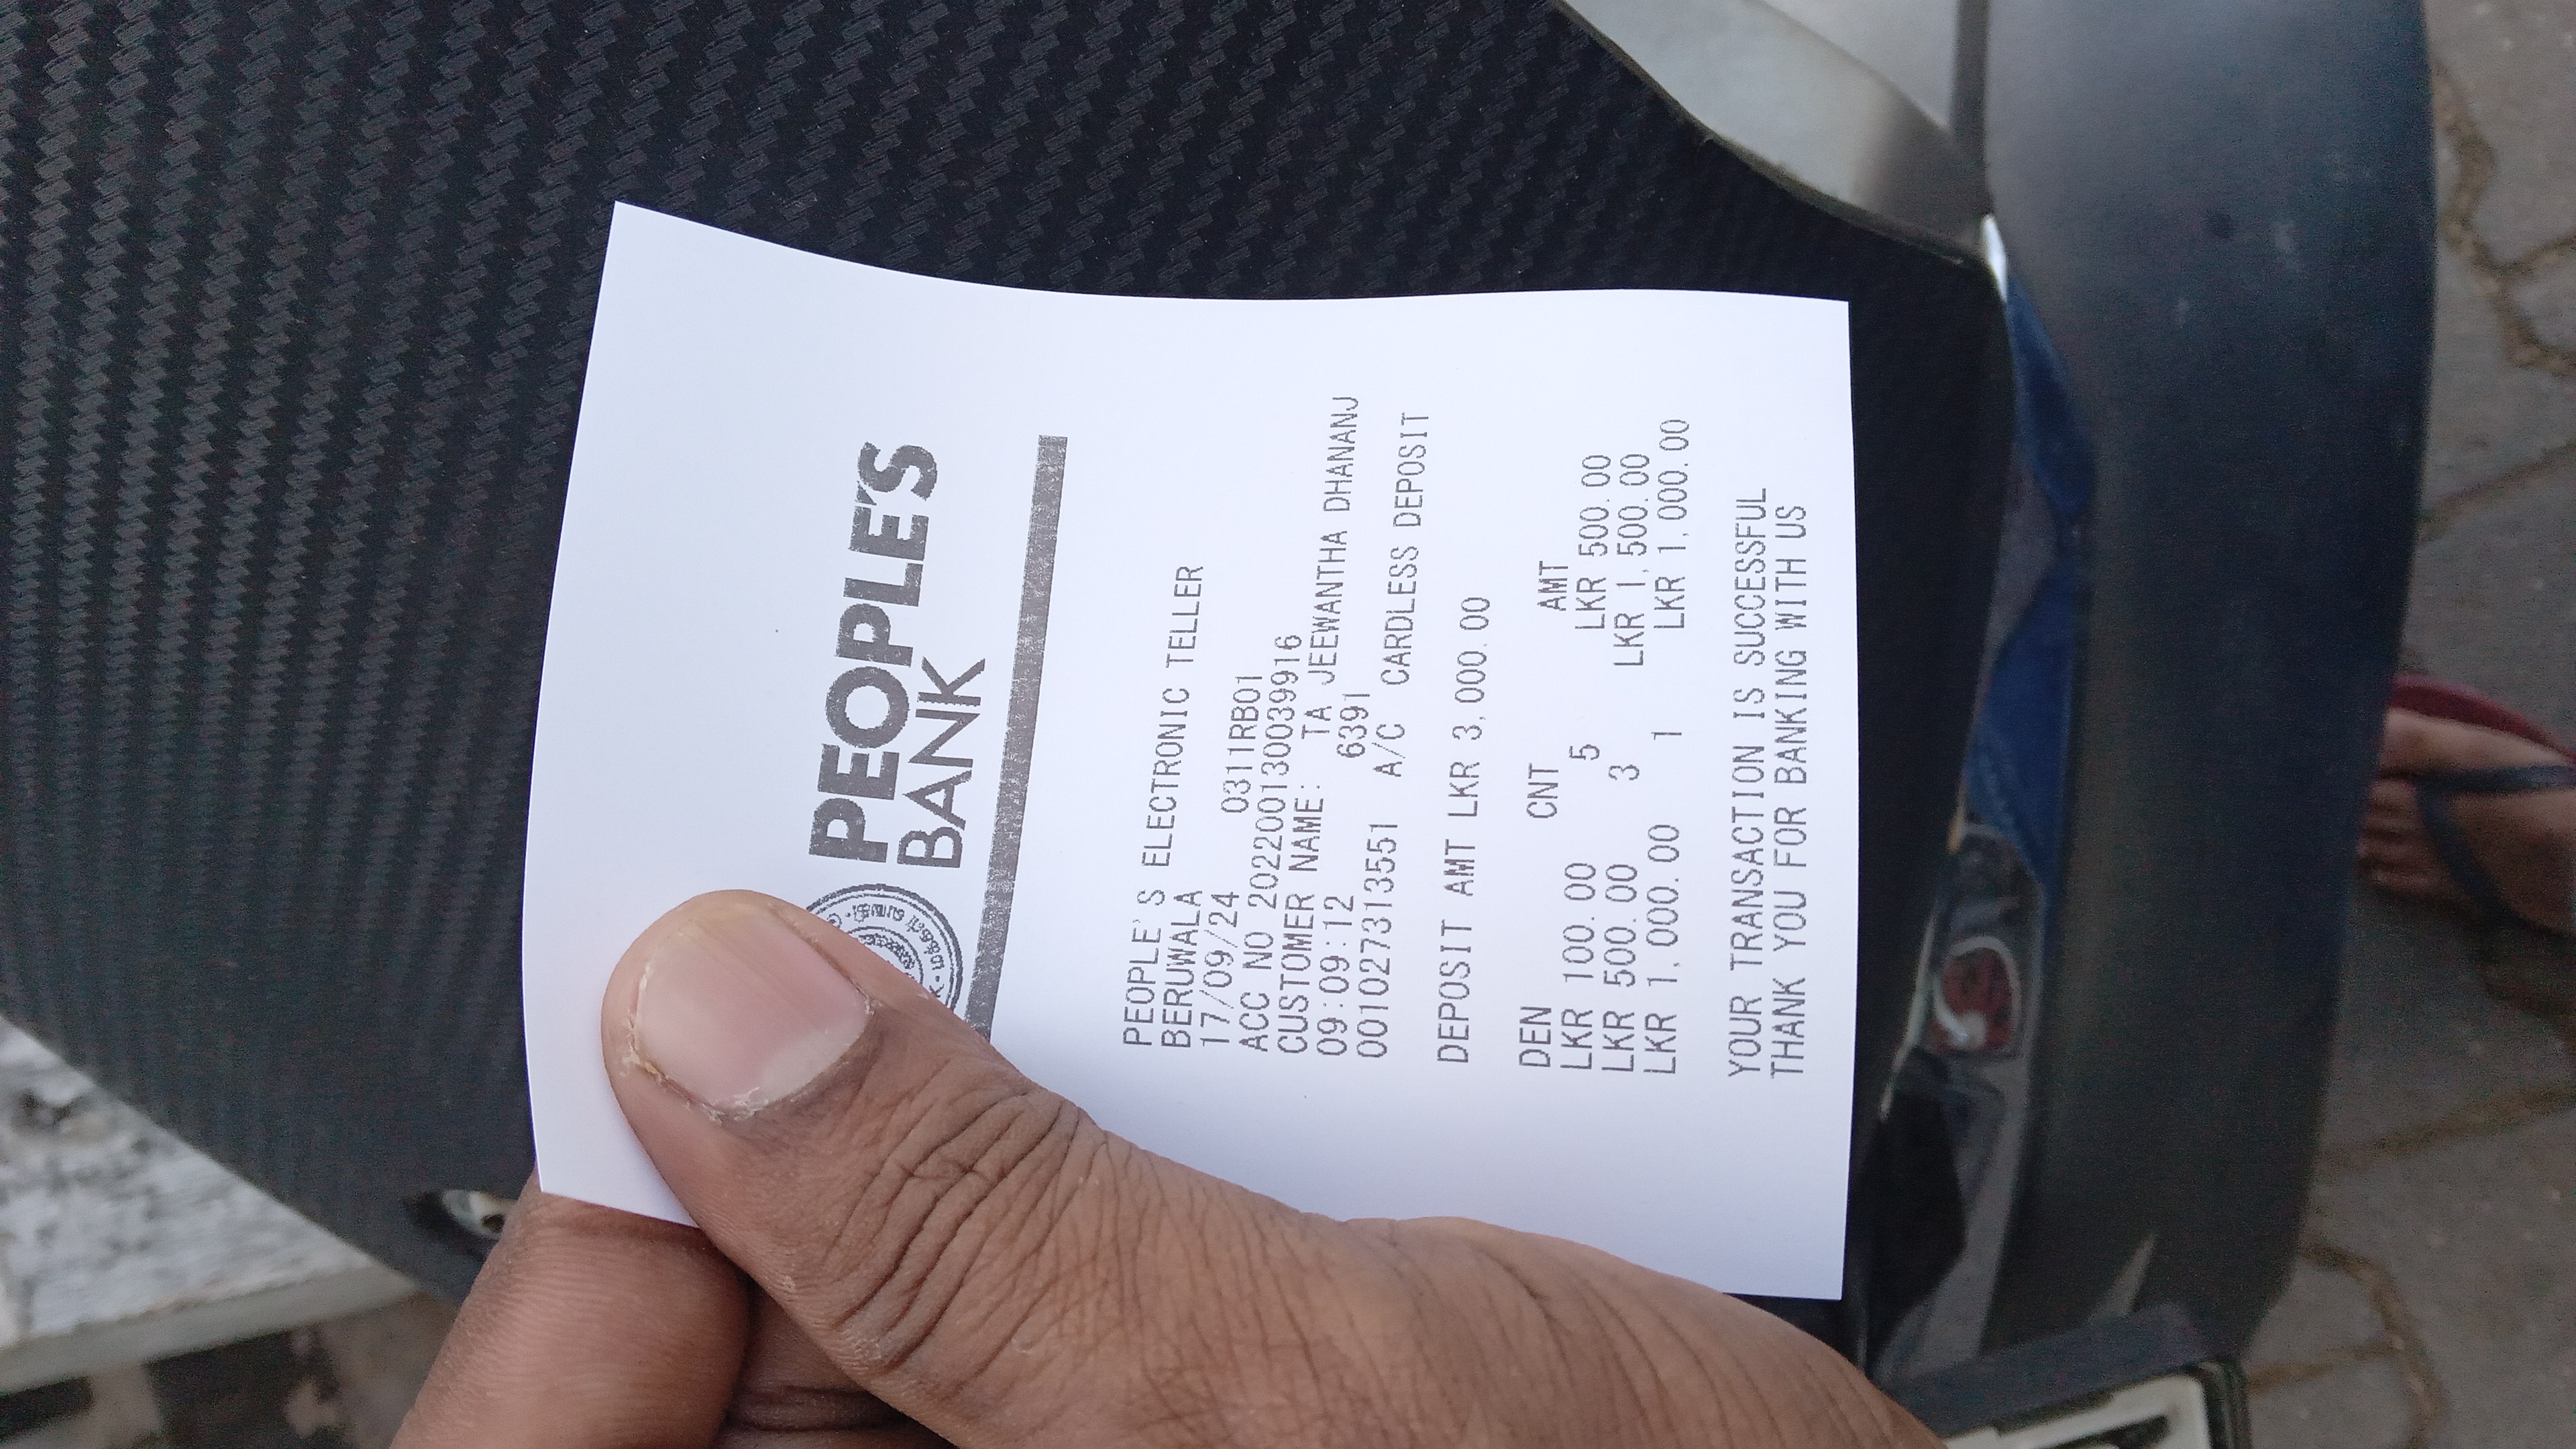 PEOPLE'S
BANK
PEOPLE'S ELECTRONIC TELLER
BERUWALA
17/09/24 0311RB01
ACC NO 202200130039916
CUSTOMER NAME: TA JEEWANTHA DHANANJ
09:09:12 6391
001027313551 A/C CARDLESS DEPOSIT
DEPOSIT AMT LKR 3,000.00
DEN CNT AMT
LKR 100.00 5 LKR 500.00
LKR 500.00 3 LKR 1,500.00
LKR 1,000.00 1 LKR 1,000.00
YOUR TRANSACTION IS SUCCESSFUL
THANK YOU FOR BANKING WITH US